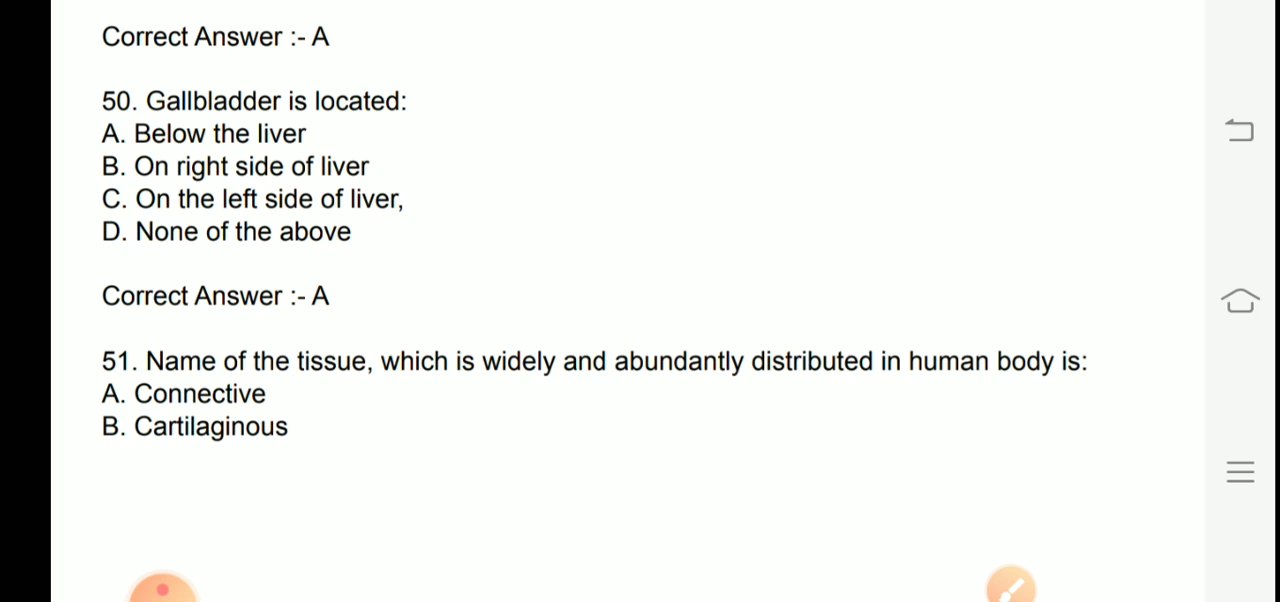 Correct Answer :- A
50. Gallbladder is located:
A. Below the liver
B. On right side of liver
C. On the left side of liver,
D. None of the above
Correct Answer :- A
51. Name of the tissue, which is widely and abundantly distributed in human body is:
A. Connective
B. Cartilaginous